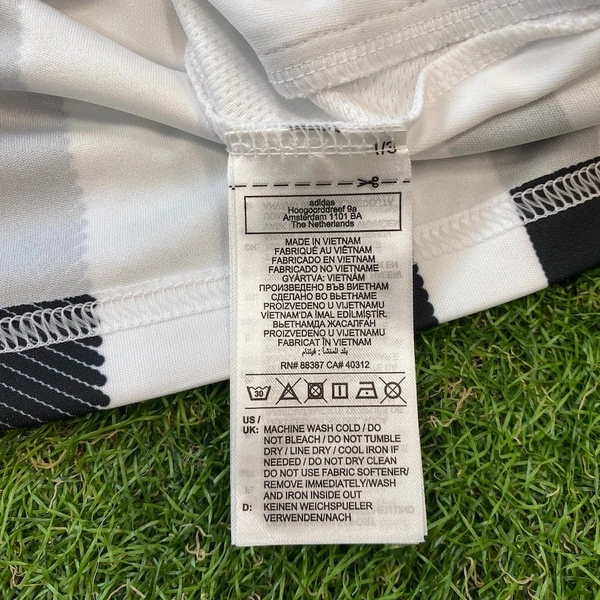 1/3
adidas
Hoogoorddreef 9a
Amsterdam 1101 BA
The Netherlands
MADE IN VIETNAM
FABRIQUÉ AU VIÊTNAM
FABRICADO EN VIETNAM
FABRICADO NO VIETNAME
GYÁRTVA: VIETNÁM
ПРОИЗВЕДЕНО ВЪВ ВИЕТНАМ
СДЕЛАНО ВО ВЬЕТНАМЕ
PROIZVEDENO U VIJETNAMU
VİETNAM'DA İMAL EDİLMİŞTİR.
ВЬЕТНАМДА ЖАСАЛҒАН
PROIZVEDENO U VIJETNAMU
FABRICAT ÎN VIETNAM
بلد المنشأ : فيتنام
RN# 88387 CA# 40312
30
US /
UK: MACHINE WASH COLD / DO
NOT BLEACH / DO NOT TUMBLE
DRY / LINE DRY / COOL IRON IF
NEEDED / DO NOT DRY CLEAN
DO NOT USE FABRIC SOFTENER/
REMOVE IMMEDIATELY/WASH
AND IRON INSIDE OUT
D: KEINEN WEICHSPUELER
VERWENDEN/NACH